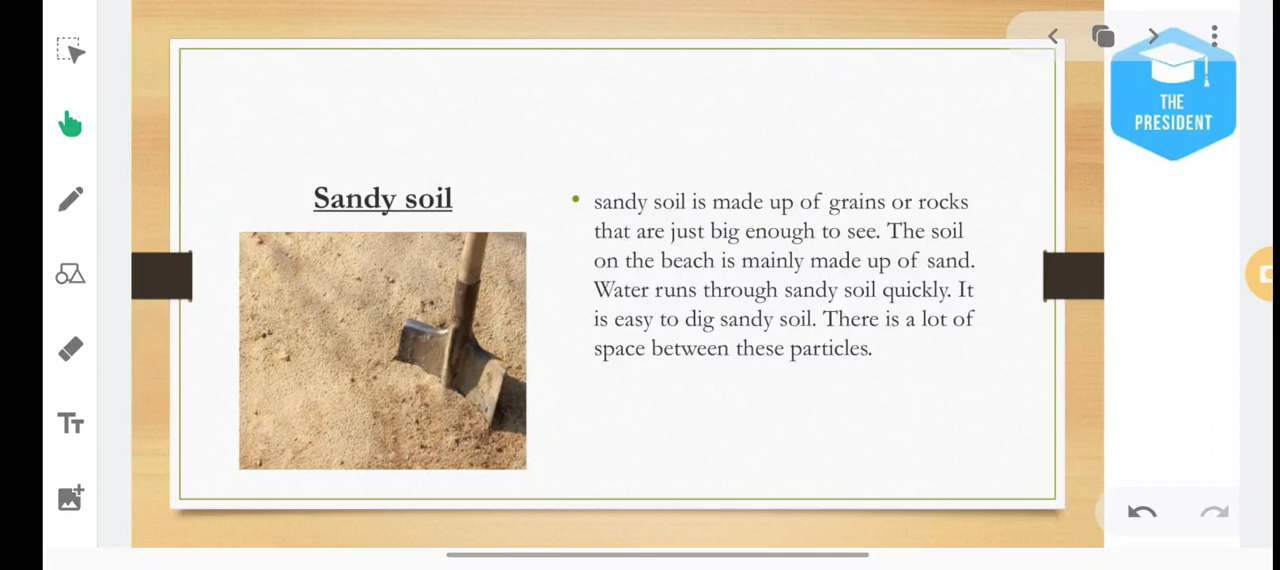 THE
PRESIDENT
Sandy soil
sandy soil is made up of grains or rocks
that are just big enough to see. The soil
on the beach is mainly made up of sand.
Water runs through sandy soil quickly. It
is easy to dig sandy soil. There is a lot of
space between these particles.
TT